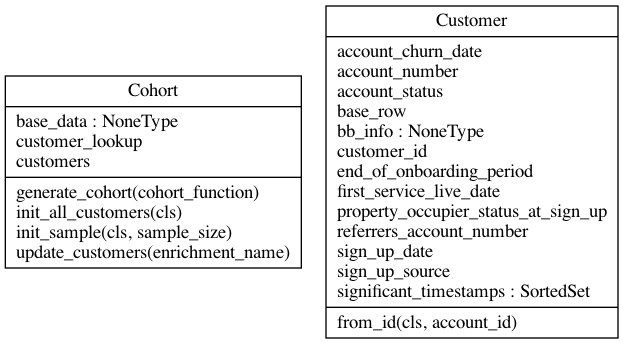 Cohort
base_data : NoneType
customer_lookup
customers
generate_cohort(cohort_function)
init_all_customers(cls)
init_sample(cls, sample_size)
update_customers(enrichment_name)
Customer
account_churn_date
account_number
account_status
base_row
bb_info : NoneType
customer_id
end_of_onboarding_period
first_service_live_date
property_occupier_status_at_sign_up
referrers_account_number
sign_up_date
sign_up_source
significant_timestamps : SortedSet
from_id(cls, account_id)